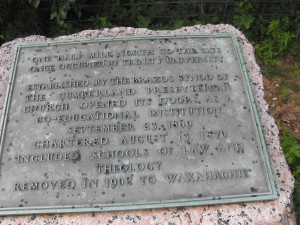 ONE HALF MILE NORTH TO THE SITE
ONCE OCCUPIED BY TRINITY UNIVERSITY
ESTABLISHED BY THE BRAZOS SYNOD OF
THE CUMBERLAND PRESBYTERIAN
CHURCH OPENED ITS DOORS AS
CO-EDUCATIONAL INSTITUTION
SEPTEMBER 23, 1869
CHARTERED AUGUST 13, 1870
INCLUDED SCHOOLS OF LAW AND
THEOLOGY
REMOVED IN 1902 TO WAXAHACHIE